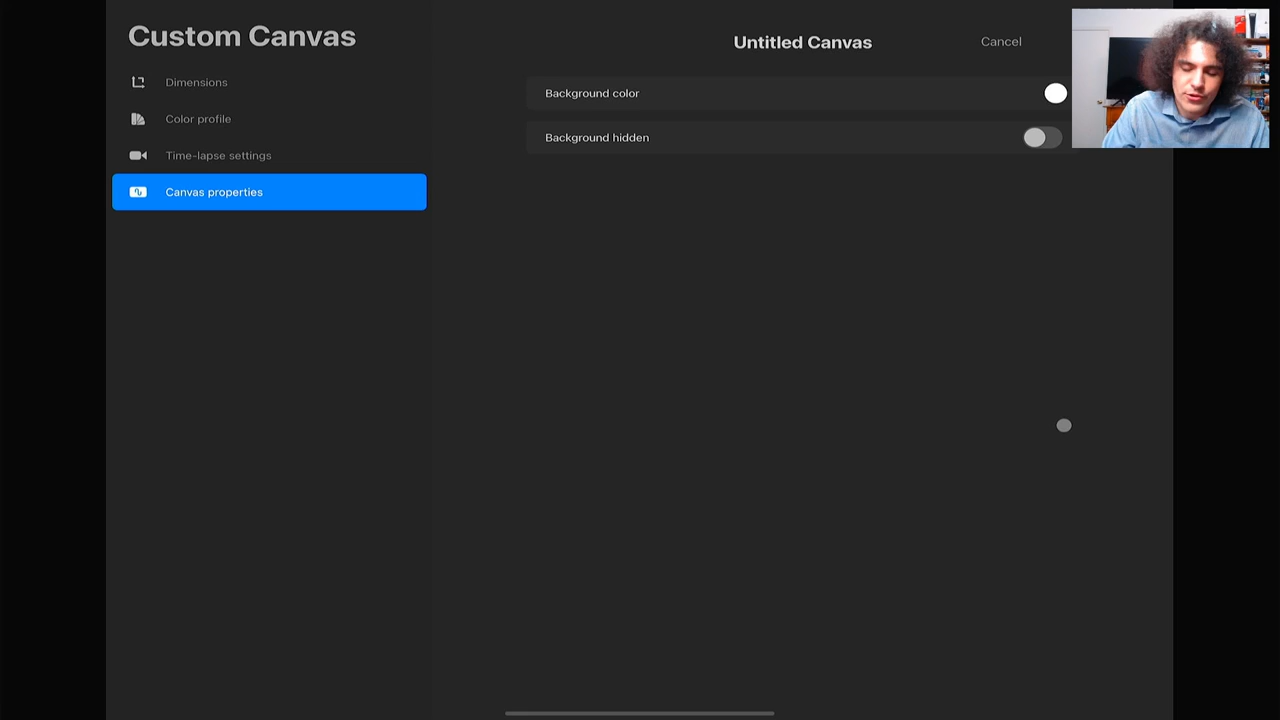 Custom Canvas
Dimensions
Color profile
Time-lapse settings
Canvas properties
Untitled Canvas
Cancel
Background color
Background hidden